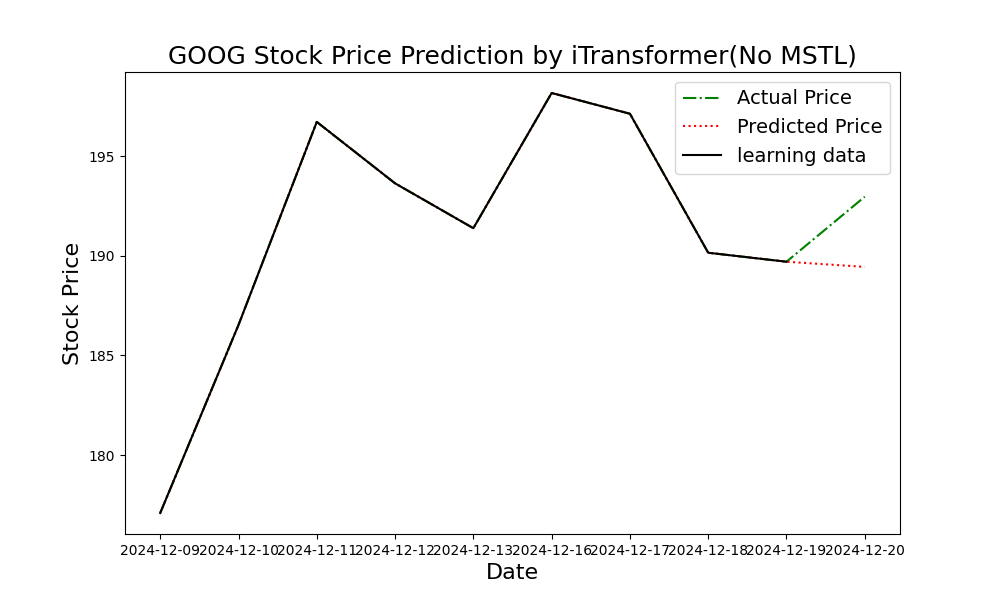 GOOG Stock Price Prediction by iTransformer(No MSTL)
Actual Price
Predicted Price
learning data
Stock Price
195
190
185
180
2024-12-09 2024-12-10 2024-12-11 2024-12-12 2024-12-13 2024-12-16 2024-12-17 2024-12-18 2024-12-19 2024-12-20
Date